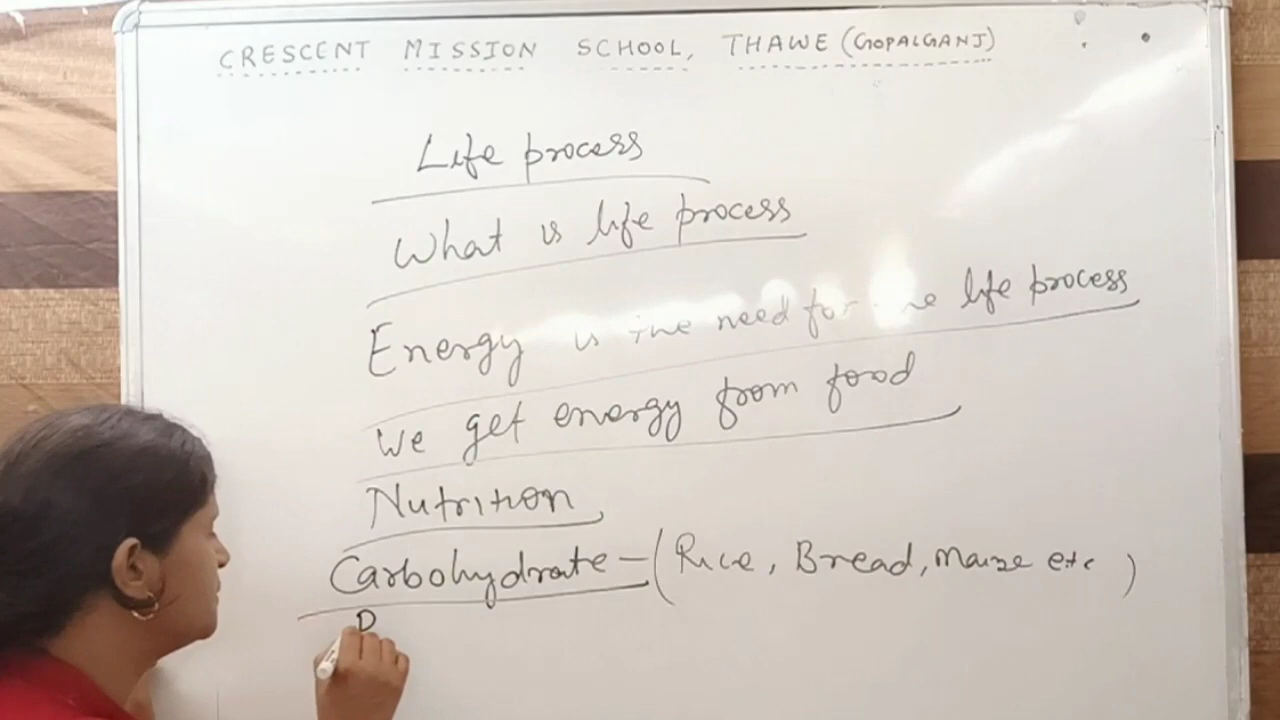 CRESCENT MISSION SCHOOL, THAWE (GOPALGANJ)
Life process
What is life process
Energy is the need for the life process
We get energy from food
Nutrition
Carbohydrate - (Rice, Bread, Maize etc )
P